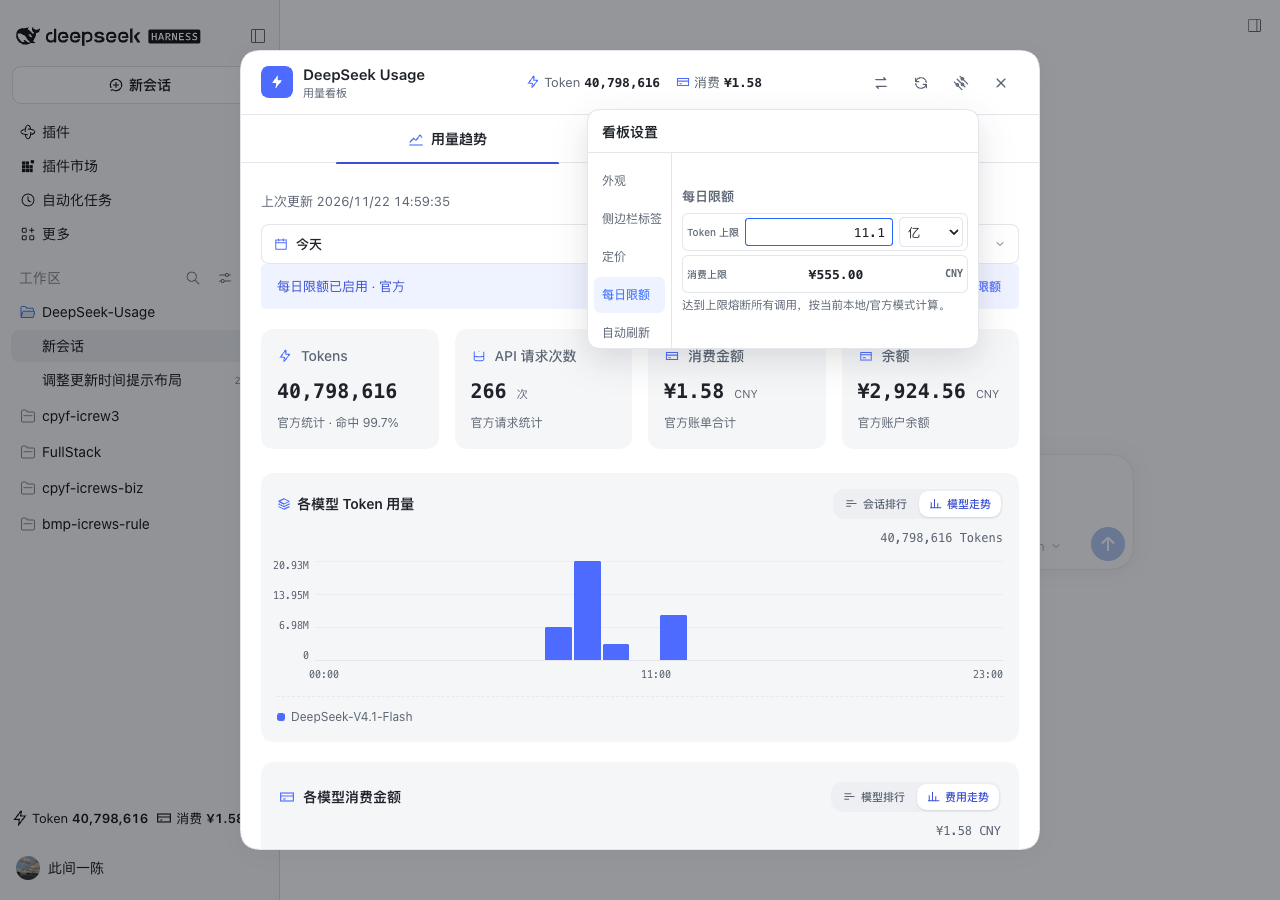 deepseek HARNESS
新会话
插件
插件市场
自动化任务
更多
工作区
DeepSeek-Usage
新会话
调整更新时间提示布局
cpyf-icrew3
FullStack
cpyf-icrews-biz
bmp-icrews-rule
Token 40,798,616 消费 ¥1.58
此间一陈
DeepSeek Usage
用量看板
Token 40,798,616 消费 ¥1.58
用量趋势
上次更新 2026/11/22 14:59:35
今天
每日限额已启用 · 官方
限额
看板设置
外观
侧边栏标签
定价
每日限额
自动刷新
每日限额
Token 上限 11.1 亿
消费上限 ¥555.00 CNY
达到上限熔断所有调用，按当前本地/官方模式计算。
Tokens
40,798,616
官方统计 · 命中 99.7%
API 请求次数
266 次
官方请求统计
消费金额
¥1.58 CNY
官方账单合计
余额
¥2,924.56 CNY
官方账户余额
各模型 Token 用量
会话排行 模型走势
40,798,616 Tokens
20.93M
13.95M
6.98M
0
00:00 11:00 23:00
DeepSeek-V4.1-Flash
各模型消费金额
模型排行 费用走势
¥1.58 CNY